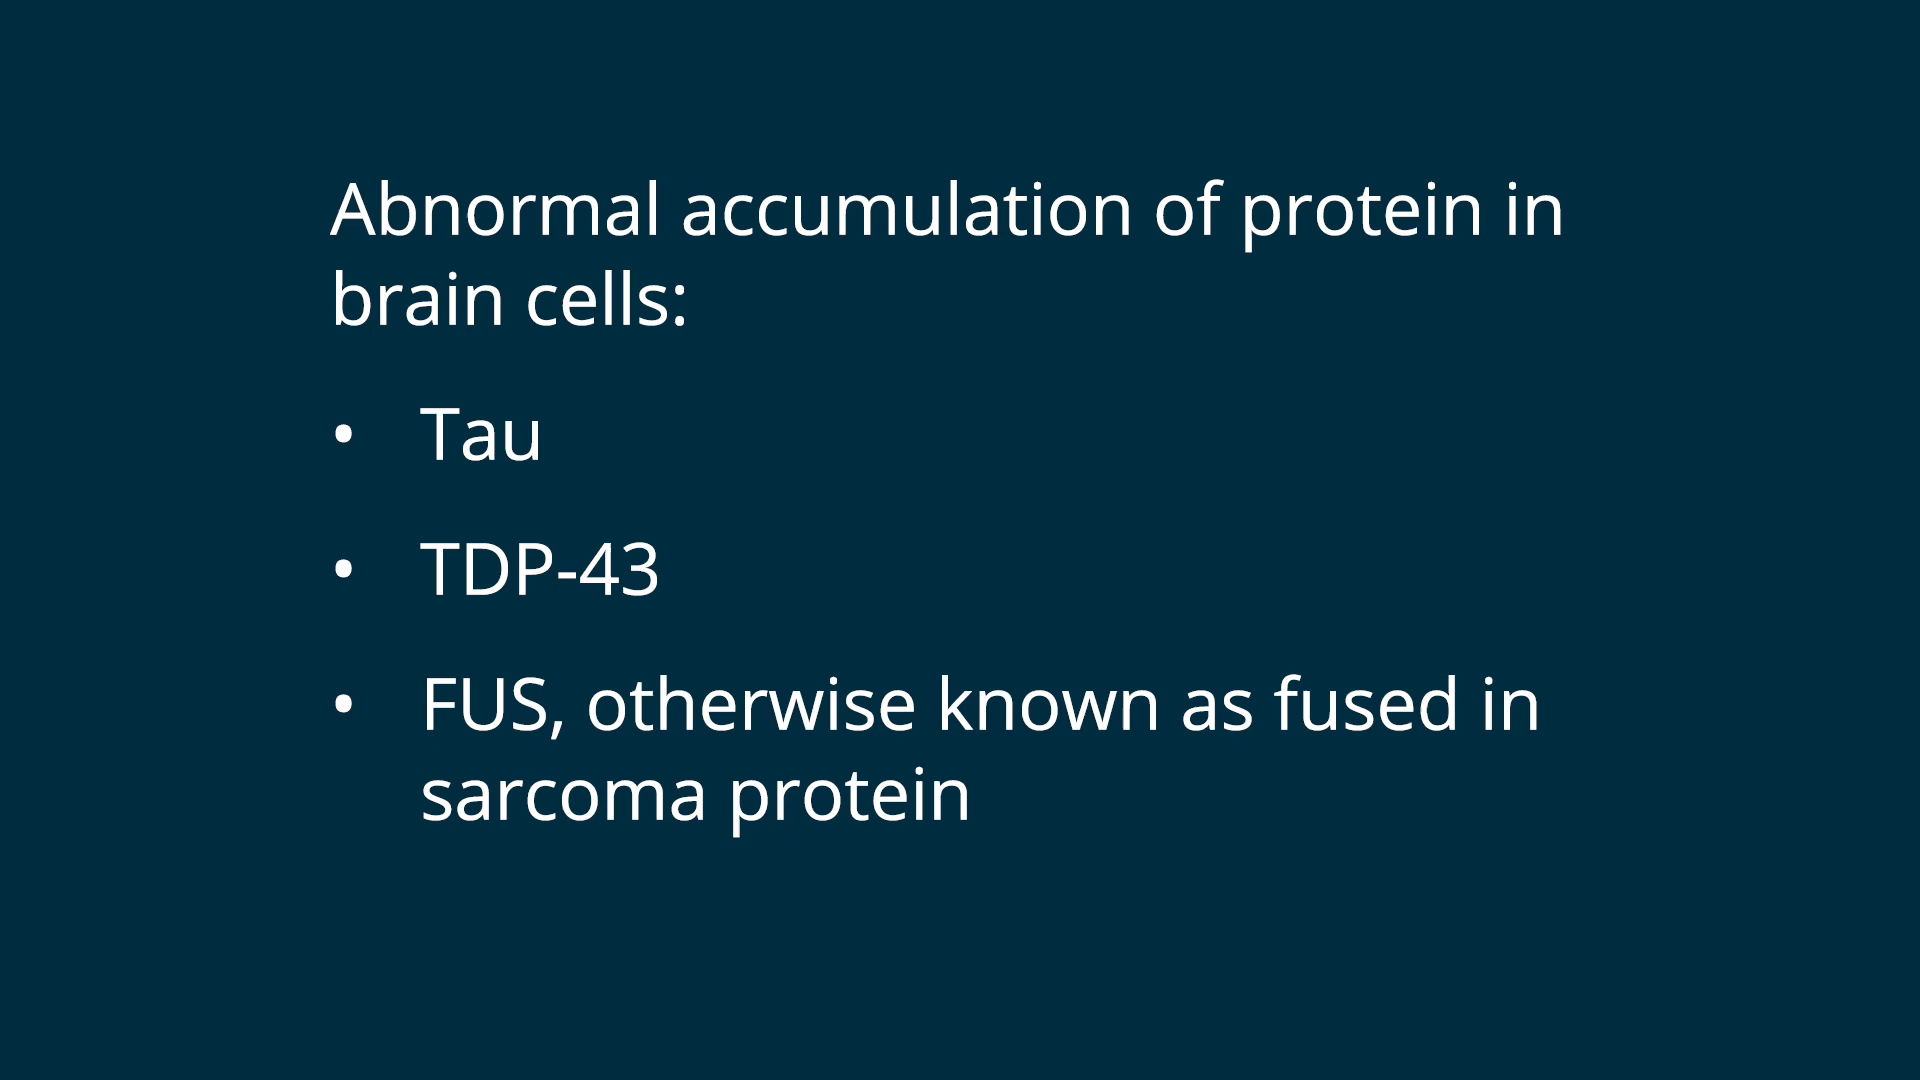 Abnormal accumulation of protein in
brain cells:
• Tau
• TDP-43
• FUS, otherwise known as fused in
sarcoma protein